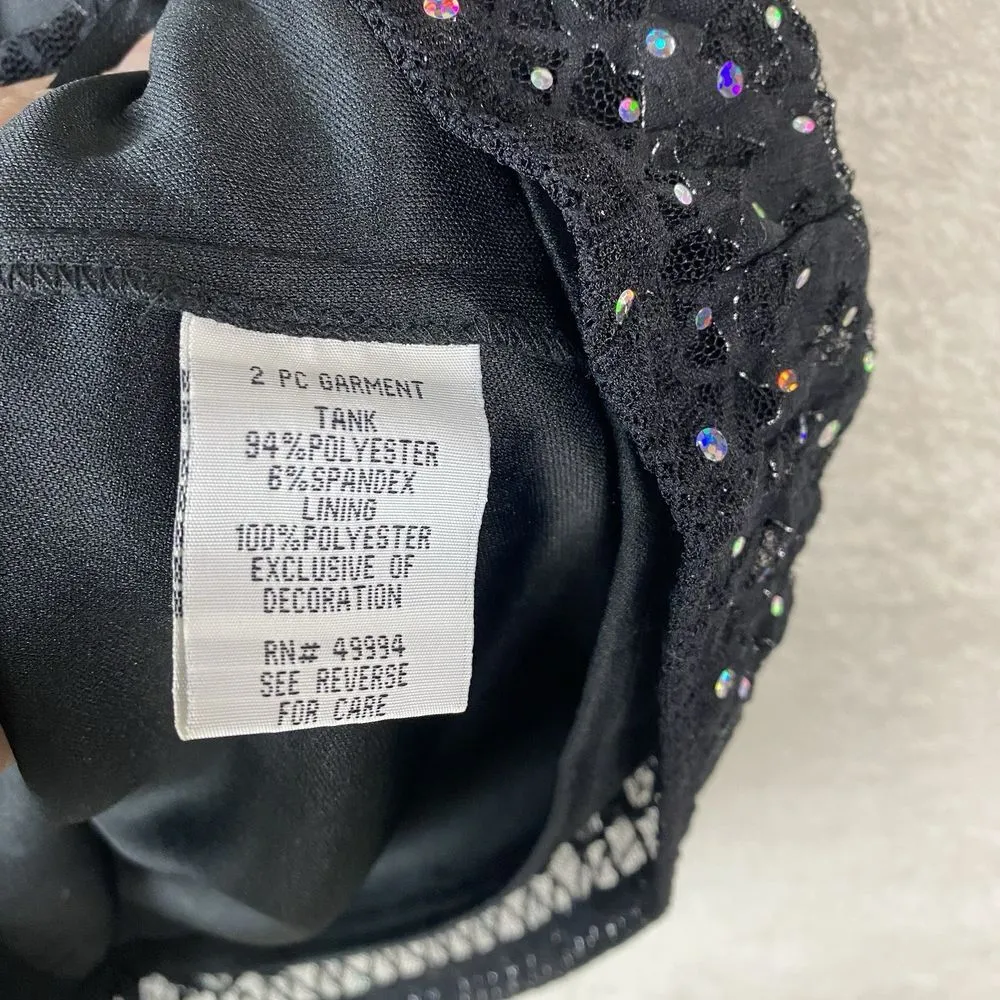 2 PC GARMENT
TANK
94%POLYESTER
6%SPANDEX
LINING
100%POLYESTER
EXCLUSIVE OF
DECORATION
RN# 49994
SEE REVERSE
FOR CARE